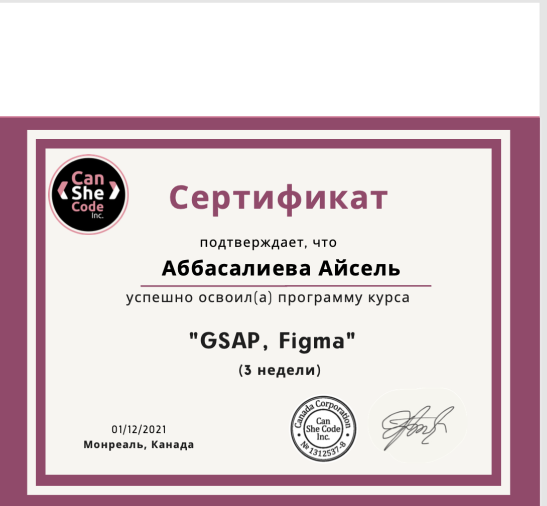 Can
She
Code
Inc.
Сертификат
подтверждает, что
Аббасалиева Айсель
успешно освоил(а) программу курса
"GSAP, Figma"
(3 недели)
01/12/2021
Монреаль, Канада
Canada Corporation
Can
She Code
Inc.
№ 1312537-8